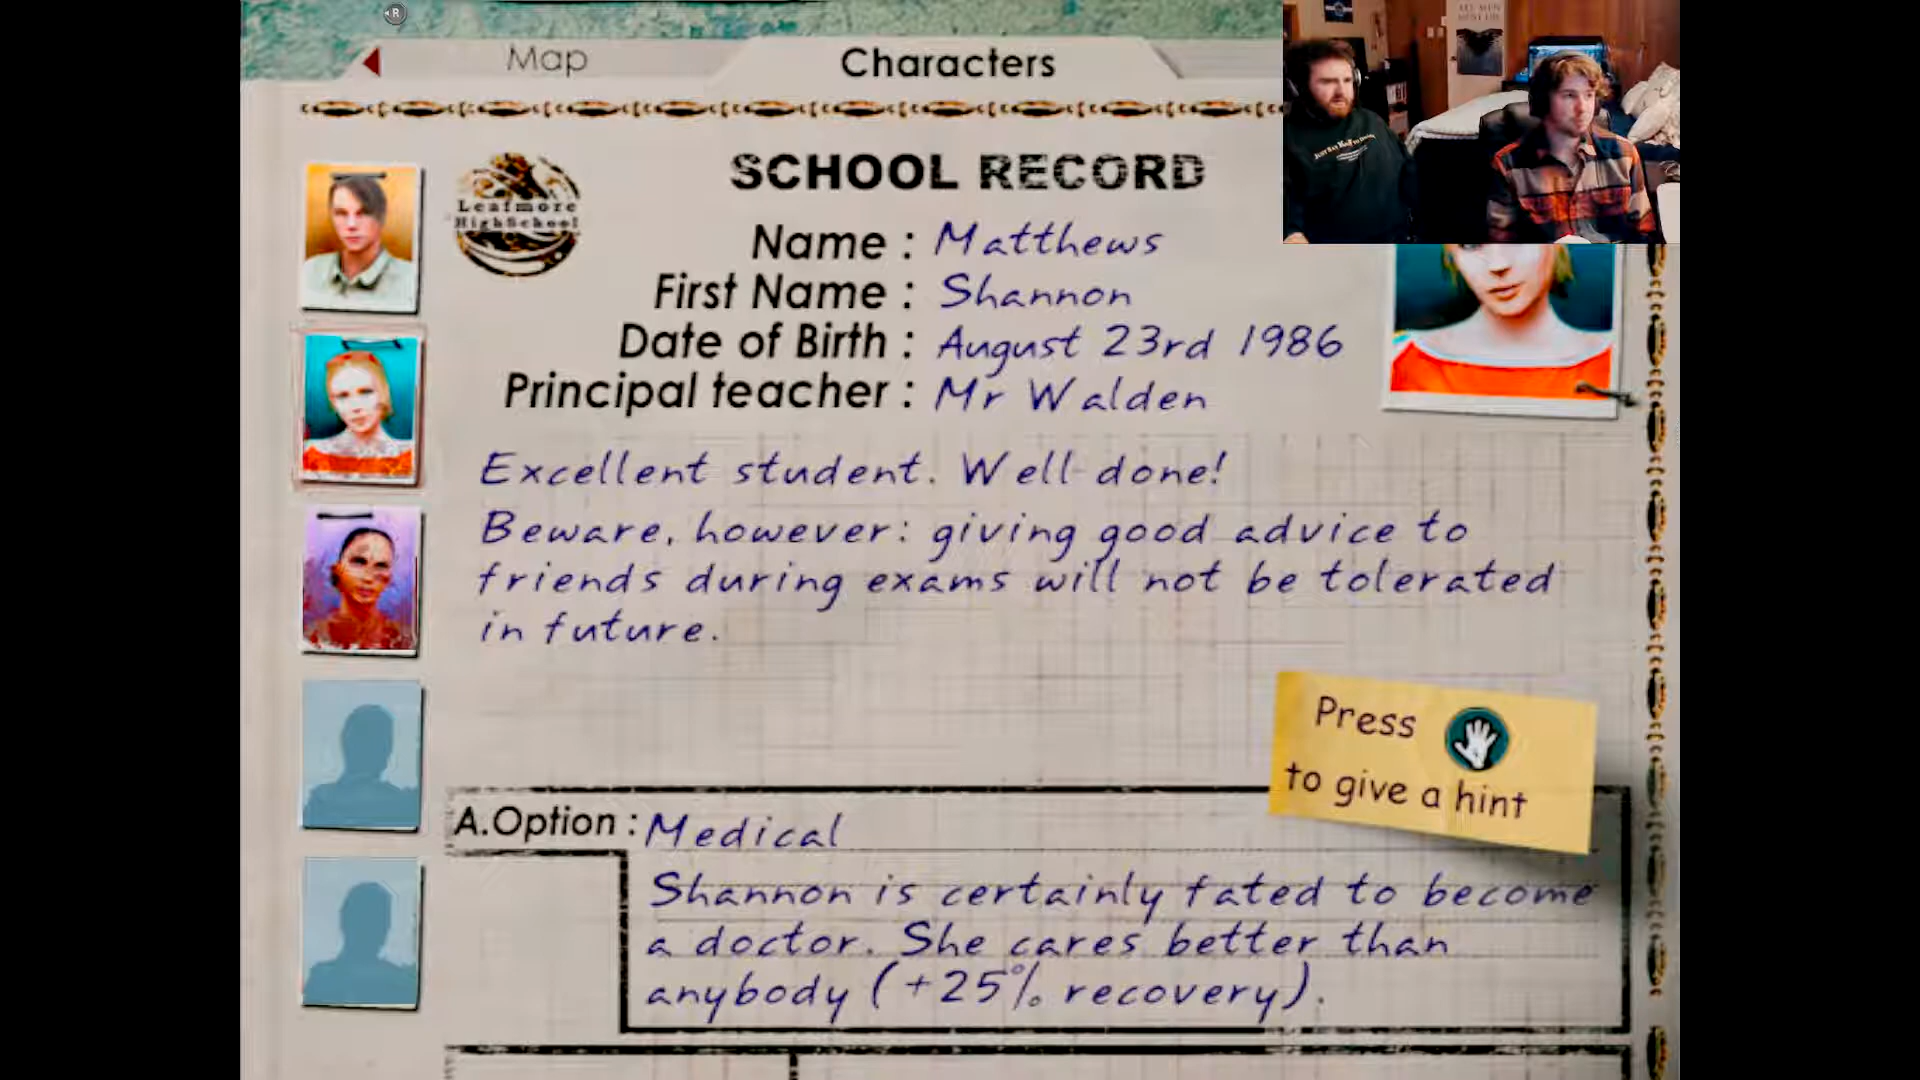 R
Map
Characters
SCHOOL RECORD
Leafmore
HighSchool
Name : Matthews
First Name : Shannon
Date of Birth : August 23rd 1986
Principal teacher : Mr Walden
Excellent student. Well done!
Beware, however: giving good advice to
friends during exams will not be tolerated
in future.
Press
to give a hint
A.Option : Medical
Shannon is certainly fated to become
a doctor. She cares better than
anybody (+25% recovery).